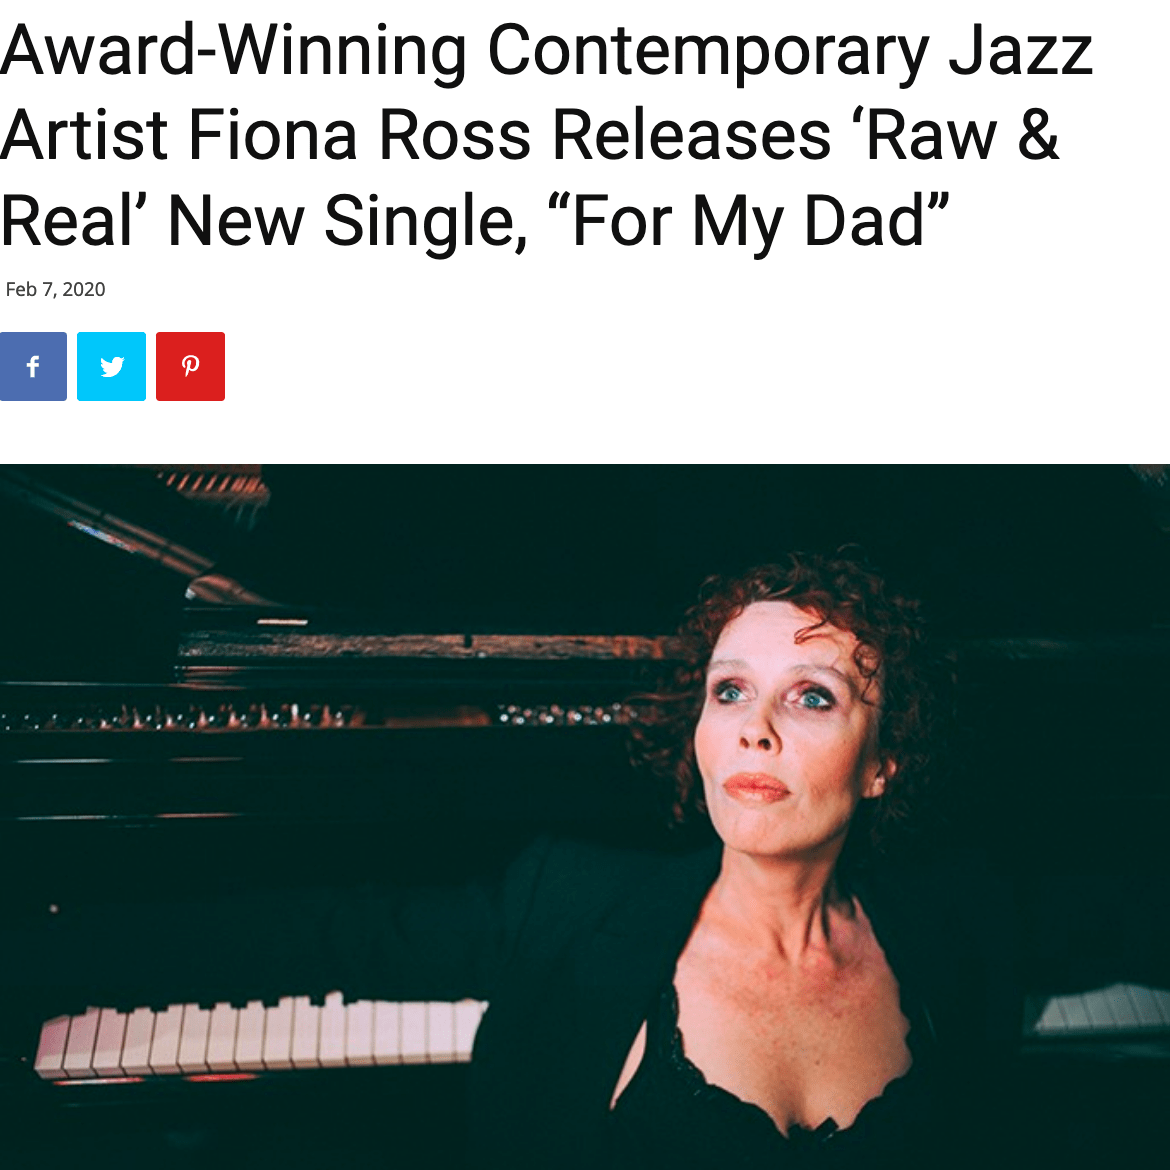 Award-Winning Contemporary Jazz
Artist Fiona Ross Releases ‘Raw &
Real’ New Single, “For My Dad”
Feb 7, 2020